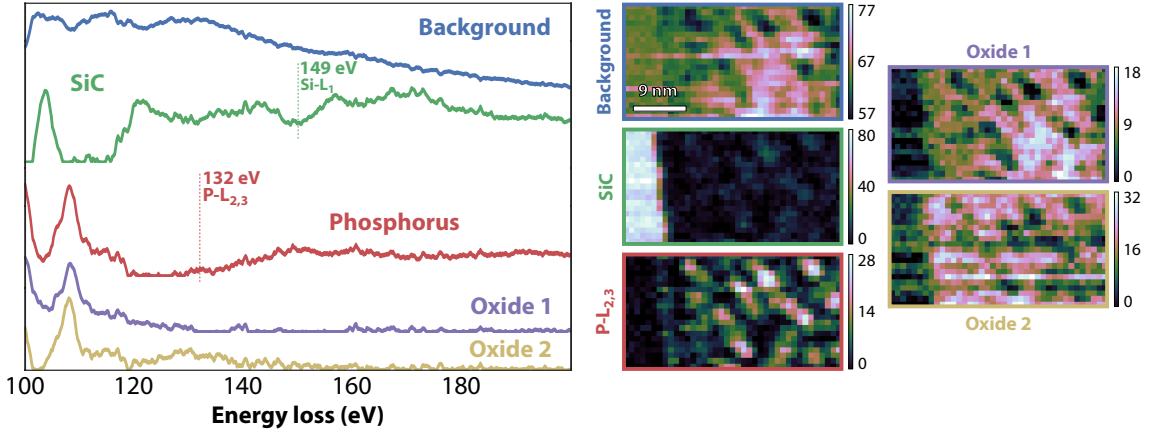 Background
SiC
149 eV
Si-L1
132 eV
P-L2,3
Phosphorus
Oxide 1
Oxide 2
100
120
140
160
180
Energy loss (eV)
Background
9 nm
77
67
57
SiC
80
40
0
P-L2,3
28
14
0
Oxide 1
18
9
0
32
16
0
Oxide 2